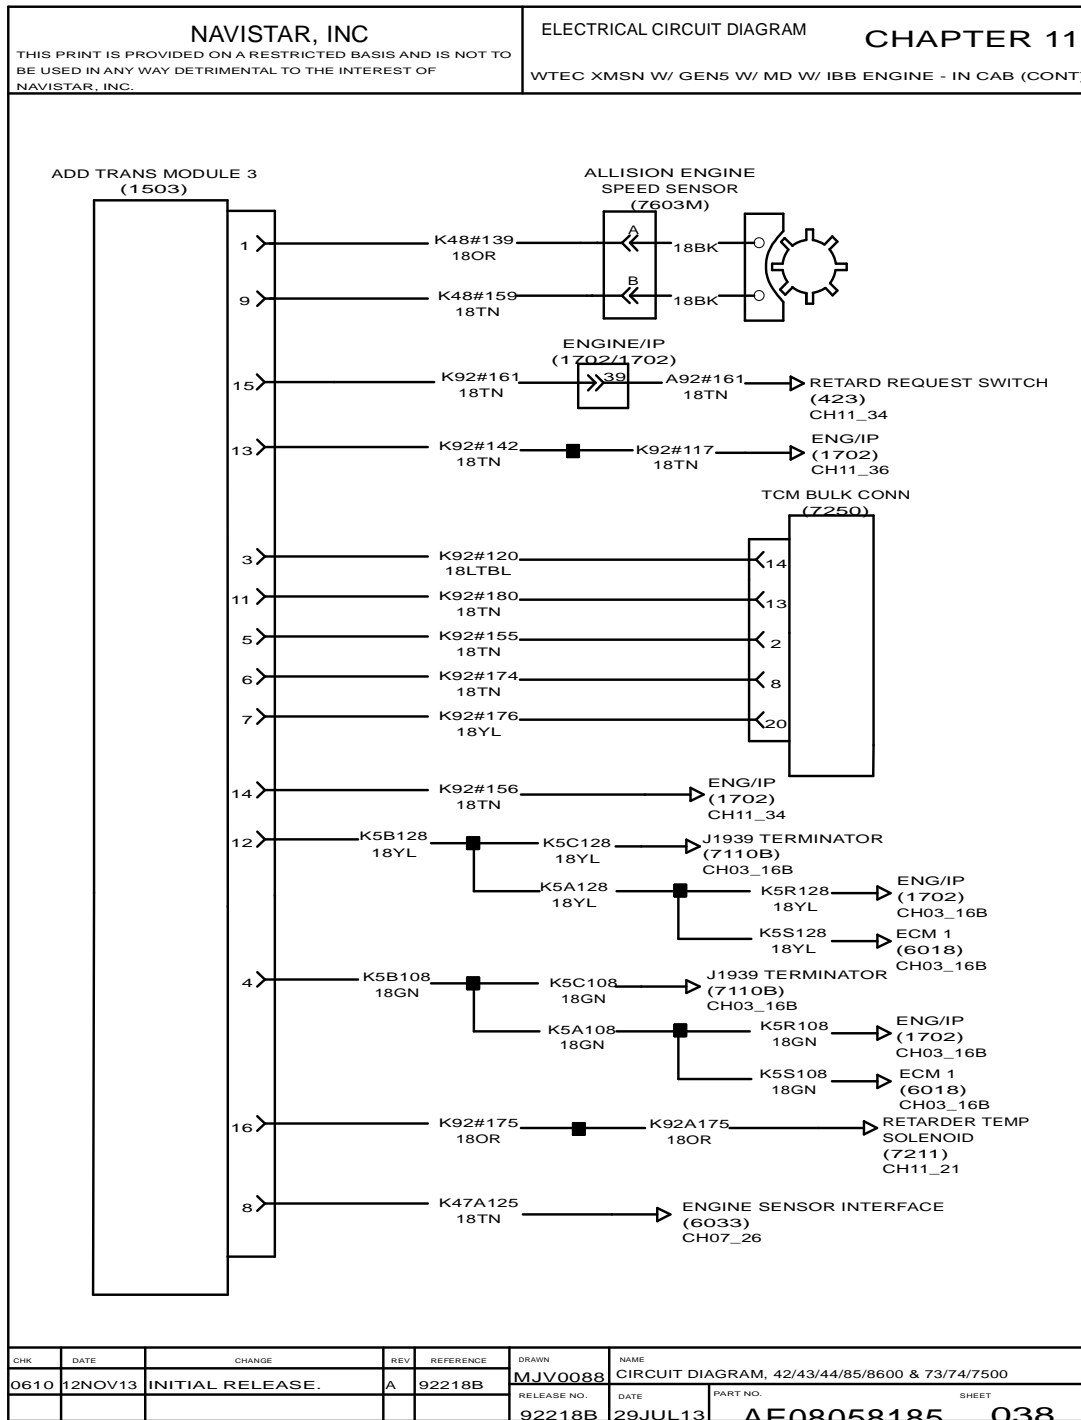 NAVISTAR, INC
THIS PRINT IS PROVIDED ON A RESTRICTED BASIS AND IS NOT TO
BE USED IN ANY WAY DETRIMENTAL TO THE INTEREST OF
NAVISTAR, INC.
ELECTRICAL CIRCUIT DIAGRAM
CHAPTER 11
WTEC XMSN W/ GEN5 W/ MD W/ IBB ENGINE - IN CAB (CONT)
ADD TRANS MODULE 3
(1503)
ALLISION ENGINE
SPEED SENSOR
(7603M)
1
K48#139
18OR
A
18BK
9
K48#159
18TN
B
18BK
ENGINE/IP
(1702/1702)
15
K92#161
18TN
39
A92#161
18TN
RETARD REQUEST SWITCH
(423)
CH11_34
13
K92#142
18TN
K92#117
18TN
ENG/IP
(1702)
CH11_36
TCM BULK CONN
(7250)
3
K92#120
18LTBL
14
11
K92#180
18TN
13
5
K92#155
18TN
2
6
K92#174
18TN
8
7
K92#176
18YL
20
14
K92#156
18TN
ENG/IP
(1702)
CH11_34
12
K5B128
18YL
K5C128
18YL
J1939 TERMINATOR
(7110B)
CH03_16B
K5A128
18YL
K5R128
18YL
ENG/IP
(1702)
CH03_16B
K5S128
18YL
ECM 1
(6018)
CH03_16B
4
K5B108
18GN
K5C108
18GN
J1939 TERMINATOR
(7110B)
CH03_16B
K5A108
18GN
K5R108
18GN
ENG/IP
(1702)
CH03_16B
K5S108
18GN
ECM 1
(6018)
CH03_16B
16
K92#175
18OR
K92A175
18OR
RETARDER TEMP
SOLENOID
(7211)
CH11_21
8
K47A125
18TN
ENGINE SENSOR INTERFACE
(6033)
CH07_26
CHK DATE CHANGE REV REFERENCE
0610 12NOV13 INITIAL RELEASE. A 92218B
DRAWN
MJV0088
NAME
CIRCUIT DIAGRAM, 42/43/44/85/8600 & 73/74/7500
RELEASE NO. DATE PART NO. SHEET
92218B 29JUL13 AE08058185 038